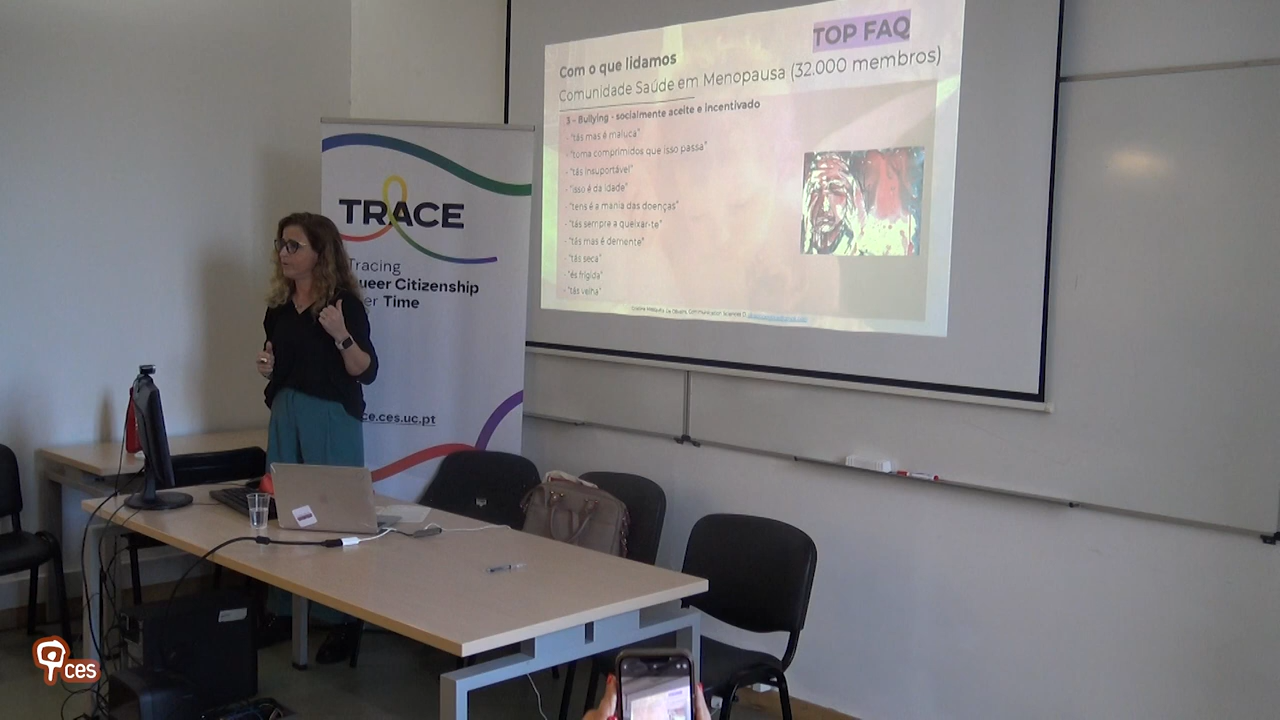 TOP FAQ
Com o que lidamos
Comunidade Saúde em Menopausa (32.000 membros)
3 – Bullying - socialmente aceite e incentivado
- "tás mas é maluca"
- "toma comprimidos que isso passa"
- "tás insuportável"
- "isso é da idade"
- "tens é a mania das doenças"
- "tás sempre a queixar-te"
- "tás mas é demente"
- "tás seca"
- "és frígida"
- "tás velha"
TRACE
Tracing
ueer Citizenship
er Time
ce.ces.uc.pt
ces